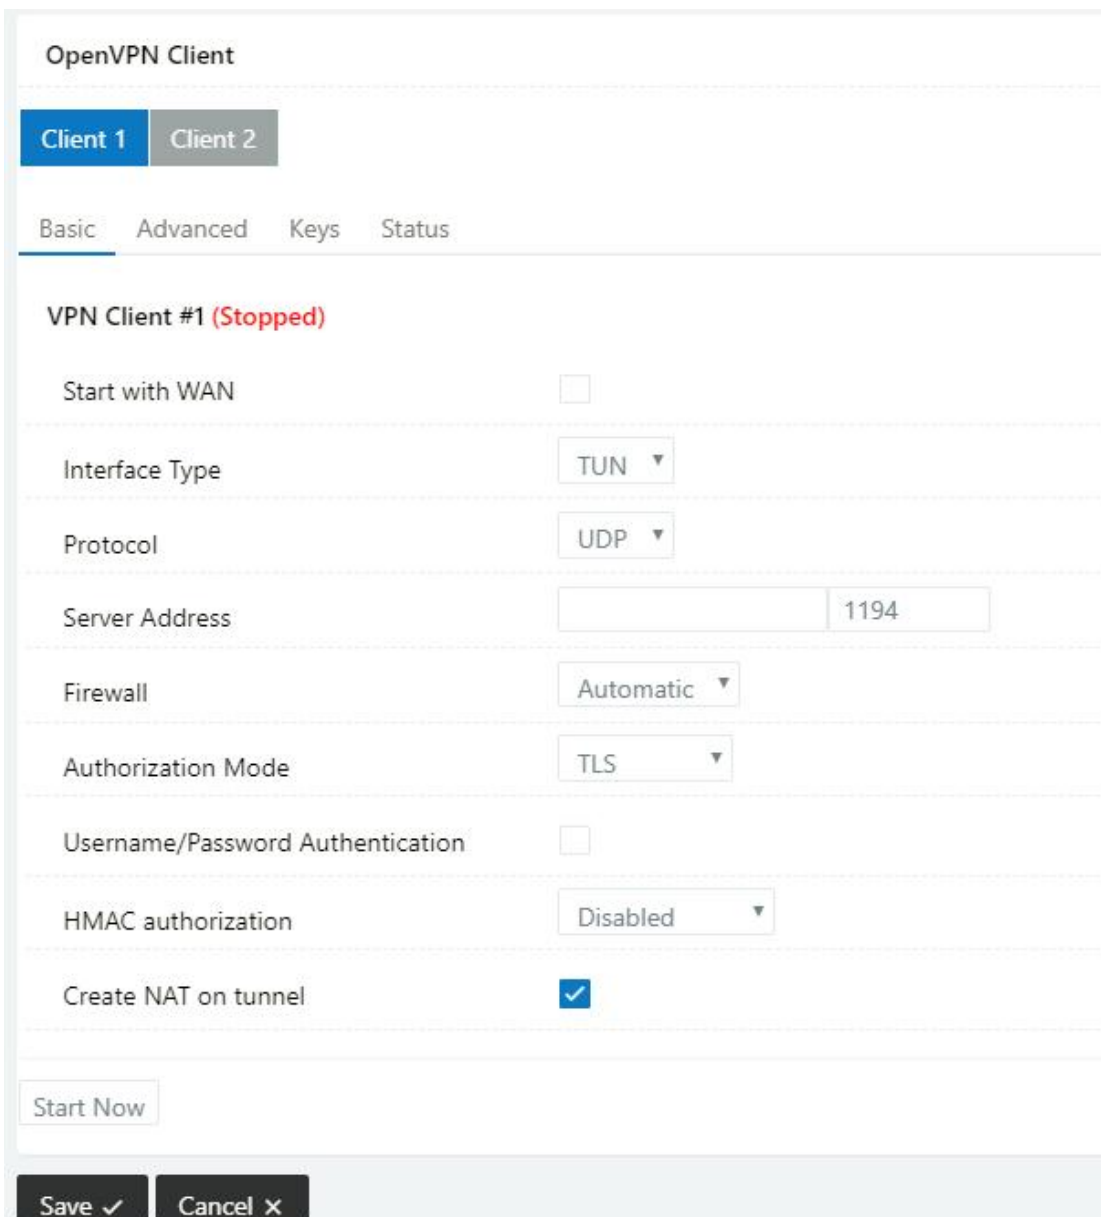 OpenVPN Client
Client 1 Client 2
Basic Advanced Keys Status
VPN Client #1 (Stopped)
Start with WAN
Interface Type TUN
Protocol UDP
Server Address 1194
Firewall Automatic
Authorization Mode TLS
Username/Password Authentication
HMAC authorization Disabled
Create NAT on tunnel
Start Now
Save Cancel